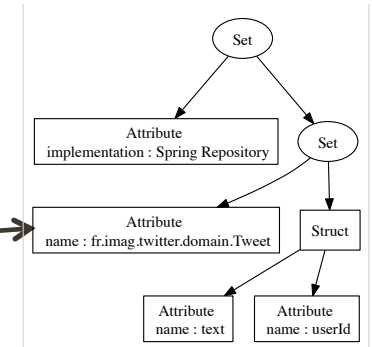 Set
Attribute
implementation : Spring Repository
Set
Attribute
name : fr.imag.twitter.domain.Tweet
Struct
Attribute
name : text
Attribute
name : userId